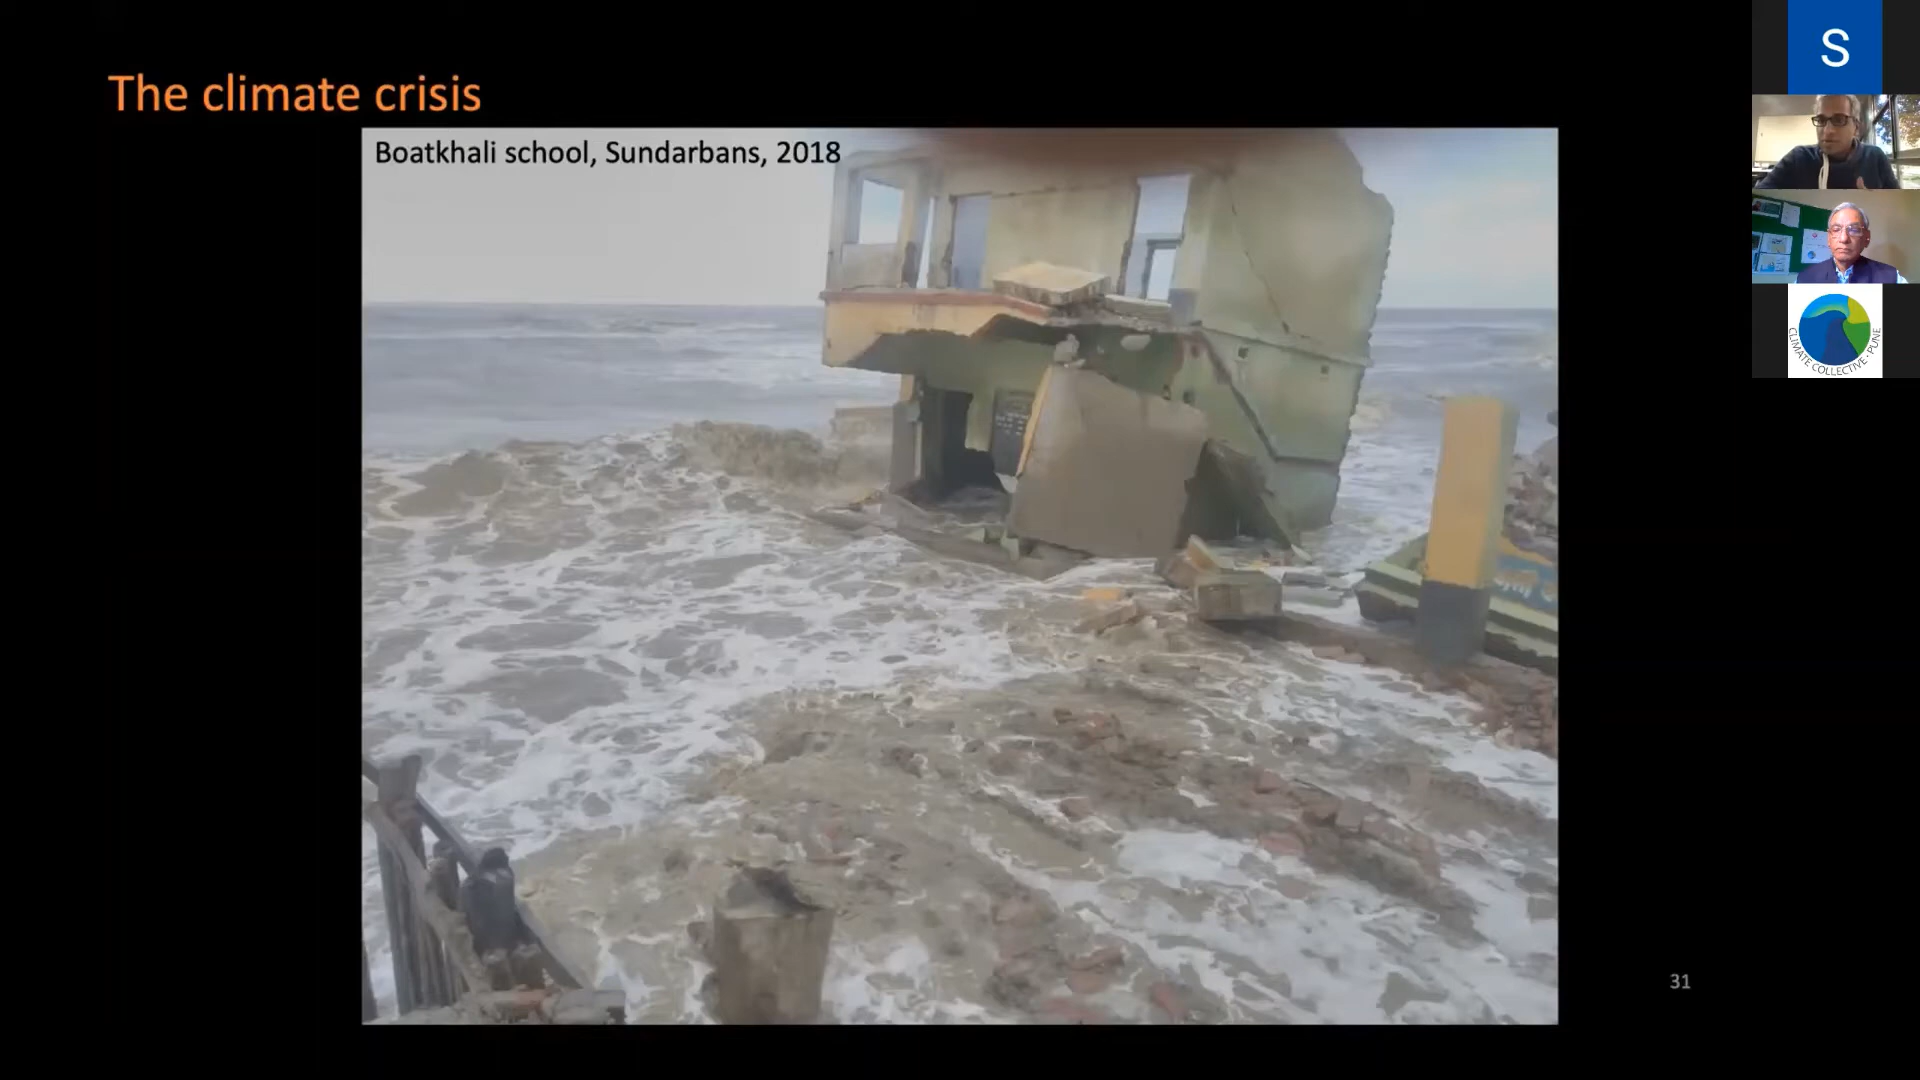 The climate crisis
Boatkhali school, Sundarbans, 2018
31
S
CLIMATE COLLECTIVE · PUNE